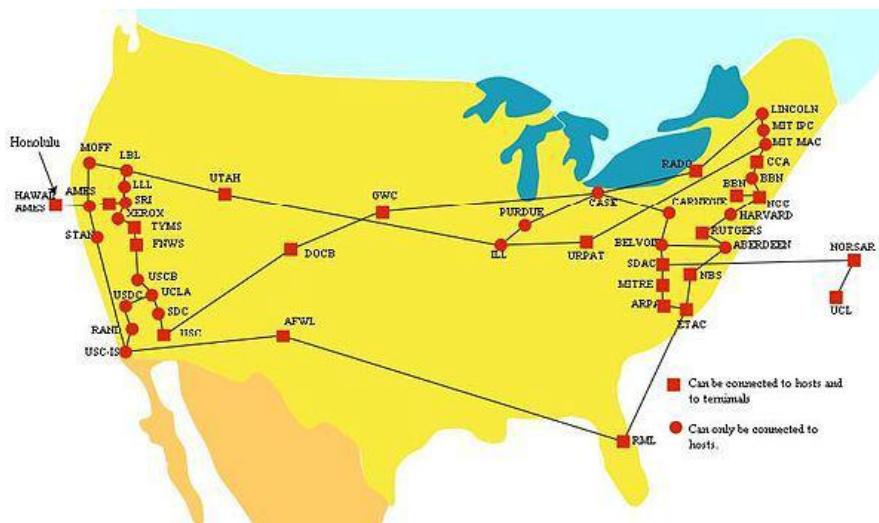 LINCOLN
MIT IPC
MIT MAC
Honolulu
MOFF
LBL
RADC
CCA
LLL
UTAH
BBN
BBN
HAWAII
AMES
AMES
SRI
GWC
CASE
CARNEGIE
NCC
XEROX
PURDUE
HARVARD
TYMS
RUTGERS
STAN
FNWS
DOCB
ILL
URPAT
BELVOIR
ABERDEEN
NORSAR
SDAC
NBS
USCB
MITRE
USDC
UCLA
UCL
SDC
ARPA
RAND
USC
AFWL
ETAC
USC-IS
Can be connected to hosts and
to terminals
RML
Can only be connected to
hosts.